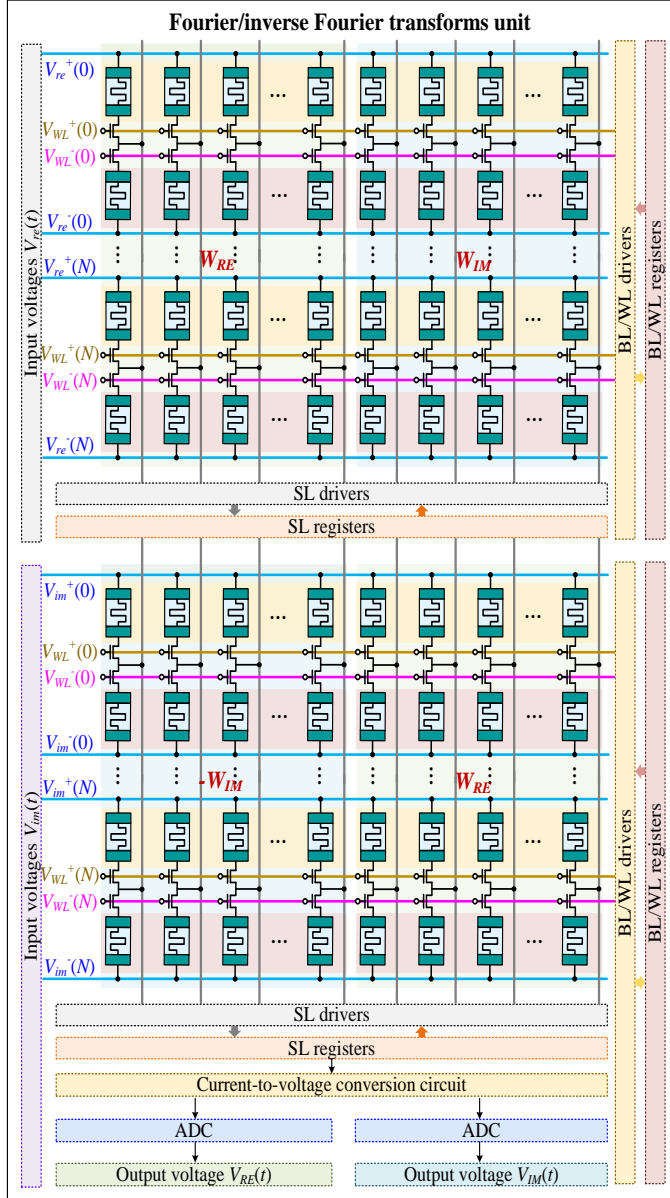 Fourier/inverse Fourier transforms unit
Input voltages V_re(t)
V_re^+(0)
...
...
V_WL^+(0)
V_WL^-(0)
...
...
V_re^-(0)
W_RE
W_IM
V_re^+(N)
...
...
V_WL^+(N)
V_WL^-(N)
...
...
V_re^-(N)
BL/WL drivers
BL/WL registers
SL drivers
SL registers
Input voltages V_im(t)
V_im^+(0)
...
...
V_WL^+(0)
V_WL^-(0)
...
...
V_im^-(0)
-W_IM
W_RE
V_im^+(N)
...
...
V_WL^+(N)
V_WL^-(N)
...
...
V_im^-(N)
BL/WL drivers
BL/WL registers
SL drivers
SL registers
Current-to-voltage conversion circuit
ADC
ADC
Output voltage V_RE(t)
Output voltage V_IM(t)